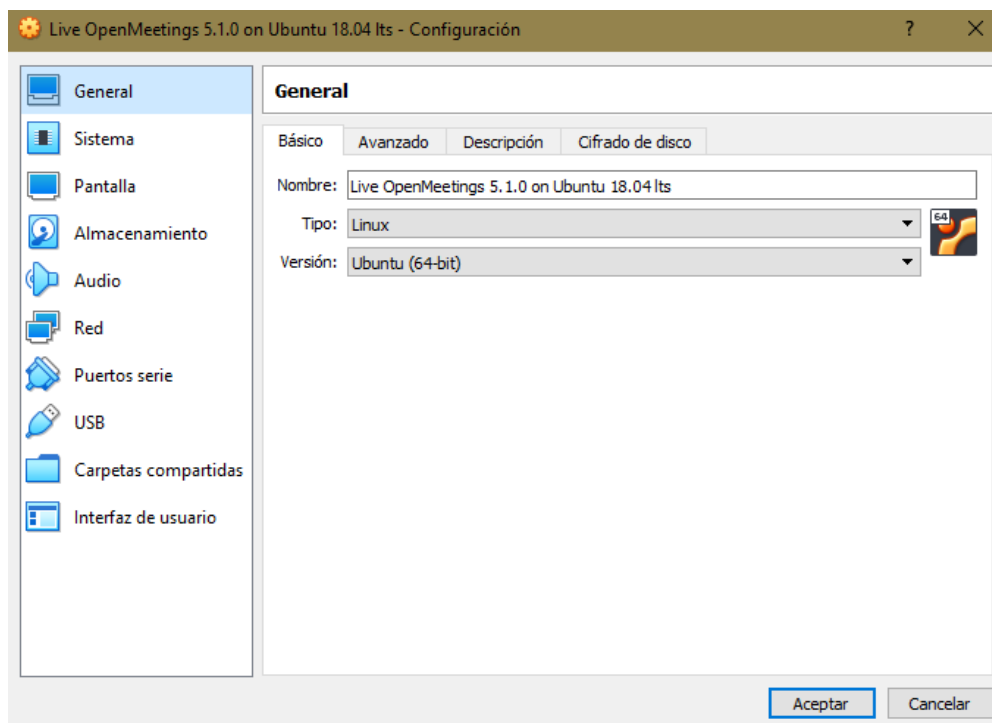 Live OpenMeetings 5.1.0 on Ubuntu 18.04 lts - Configuración
?
General
Sistema
Pantalla
Almacenamiento
Audio
Red
Puertos serie
USB
Carpetas compartidas
Interfaz de usuario
General
Básico Avanzado Descripción Cifrado de disco
Nombre: Live OpenMeetings 5.1.0 on Ubuntu 18.04 lts
Tipo: Linux
64
Versión: Ubuntu (64-bit)
Aceptar Cancelar